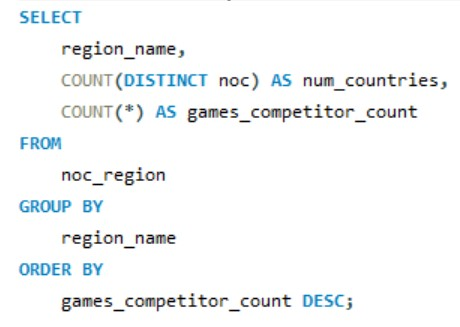 SELECT
region_name,
COUNT(DISTINCT noc) AS num_countries,
COUNT(*) AS games_competitor_count
FROM
noc_region
GROUP BY
region_name
ORDER BY
games_competitor_count DESC;